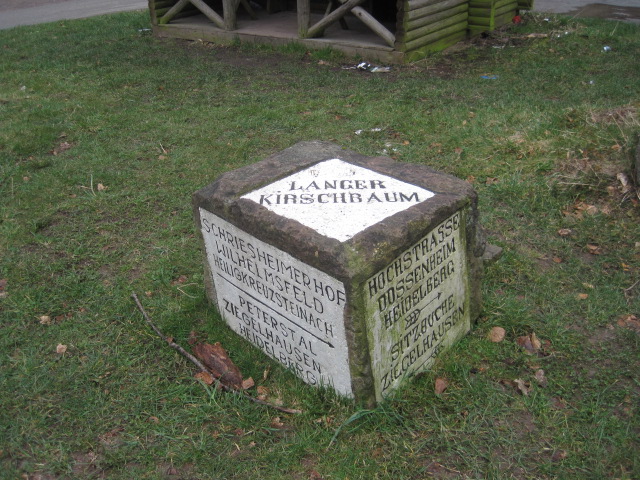 LANGER
KIRSCHBAUM
SCHRIESHEIMERHOF
WILHELMSFELD
HEILIGKREUZSTEINACH
PETERSTAL
ZIEGELHAUSEN
HEIDELBERG
HOCHSTRASSE
DOSSENHEIM
HEIDELBERG
SITZBUCHE
ZIEGELHAUSEN